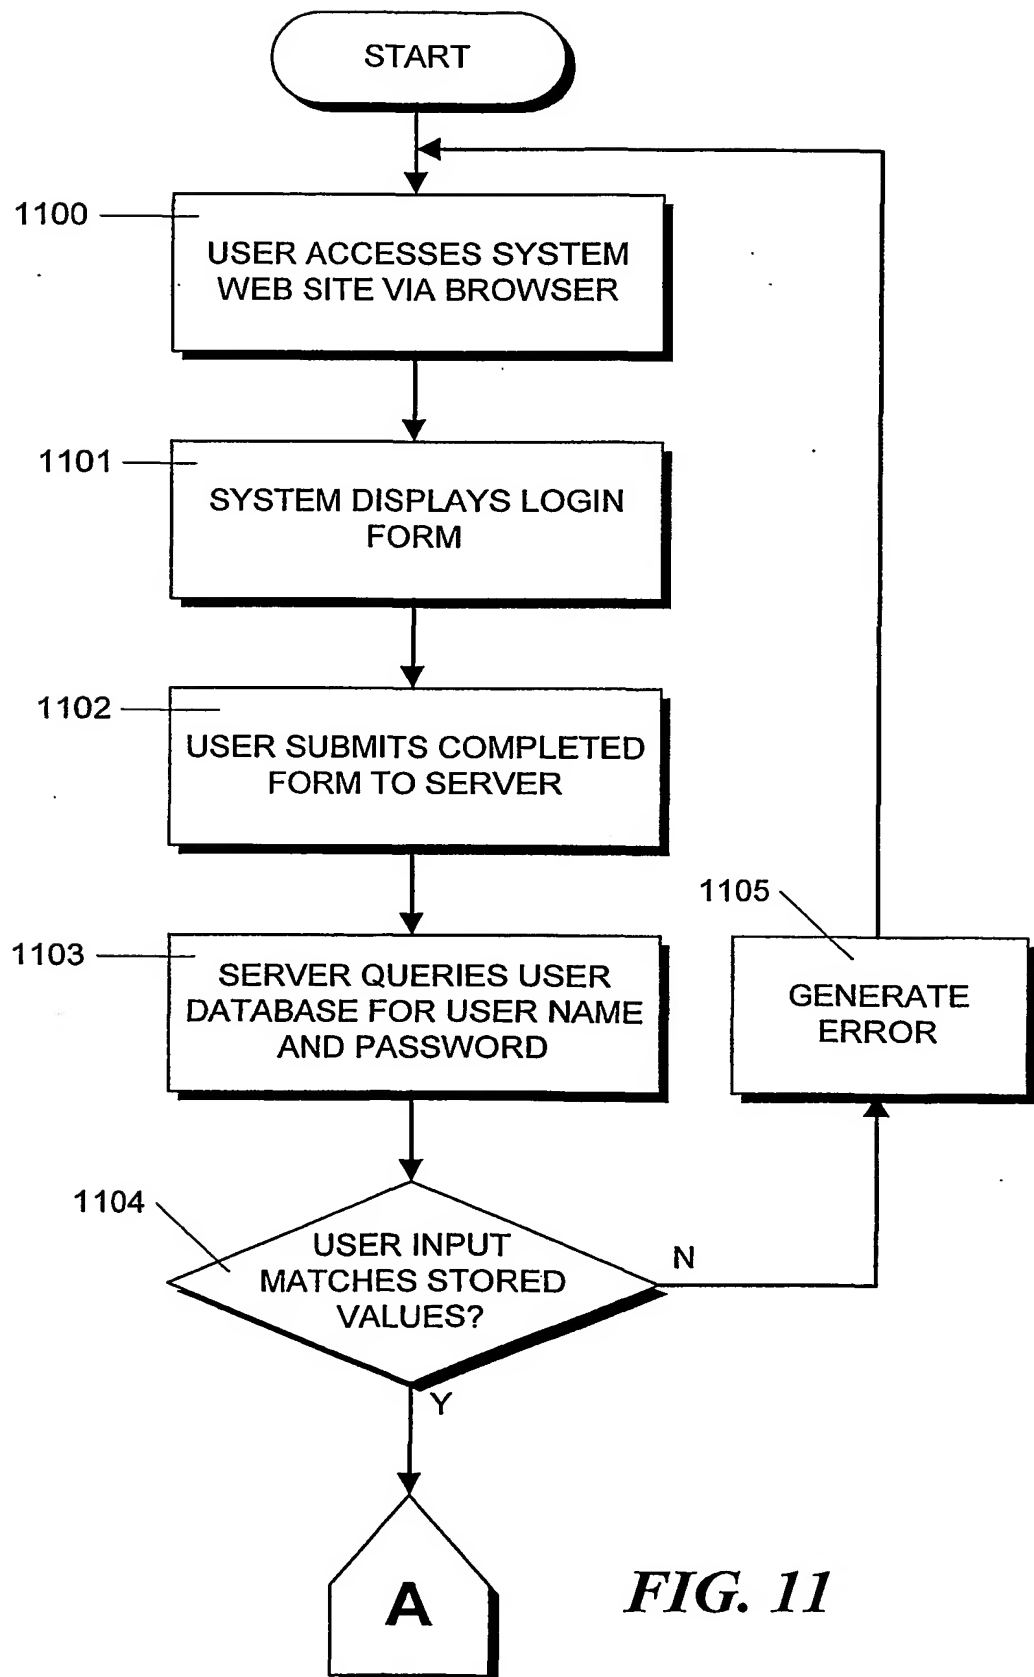 START
1100
USER ACCESSES SYSTEM
WEB SITE VIA BROWSER
1101
SYSTEM DISPLAYS LOGIN
FORM
1102
USER SUBMITS COMPLETED
FORM TO SERVER
1103
SERVER QUERIES USER
DATABASE FOR USER NAME
AND PASSWORD
1105
GENERATE
ERROR
1104
USER INPUT
MATCHES STORED
VALUES?
N
Y
A
FIG. 11